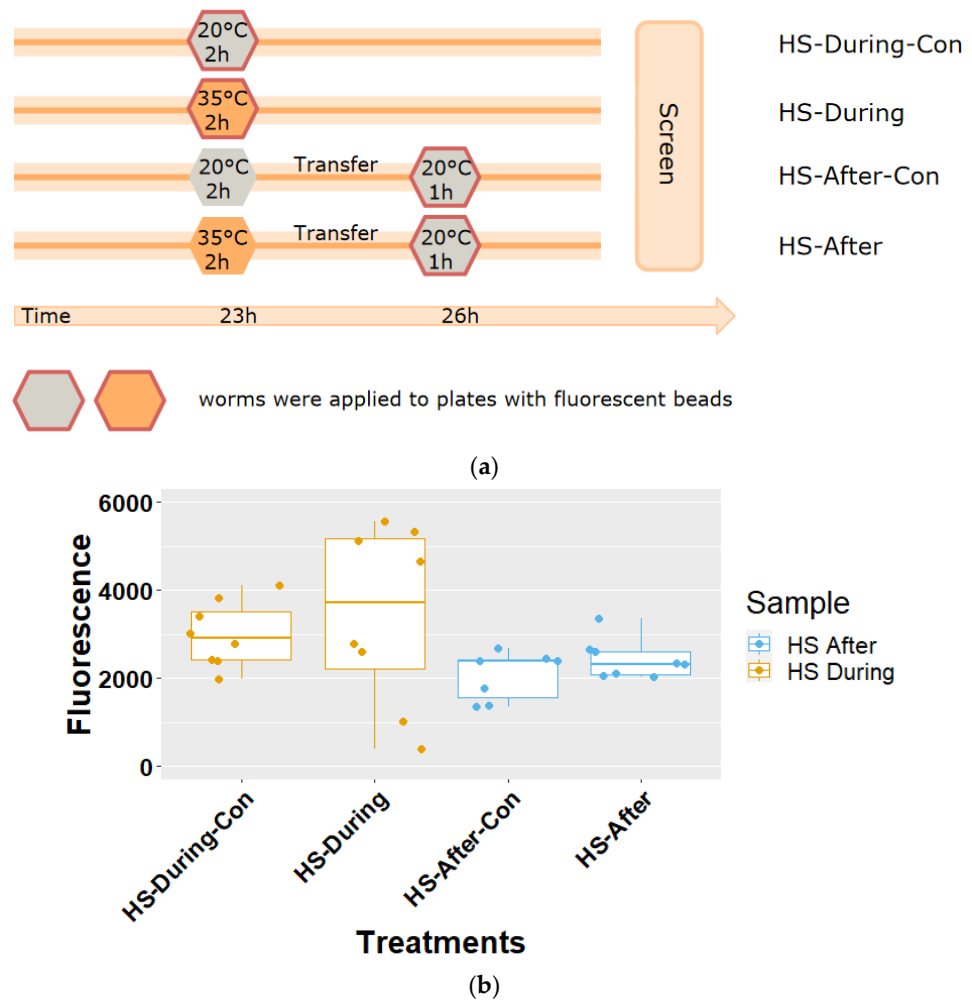 20°C
2h
HS-During-Con
35°C
2h
HS-During
20°C
2h
Transfer
20°C
1h
HS-After-Con
35°C
2h
Transfer
20°C
1h
HS-After
Screen
Time 23h 26h
worms were applied to plates with fluorescent beads
(a)
6000
4000
2000
0
Fluorescence
HS-During-Con
HS-During
HS-After-Con
HS-After
Treatments
Sample
HS After
HS During
(b)